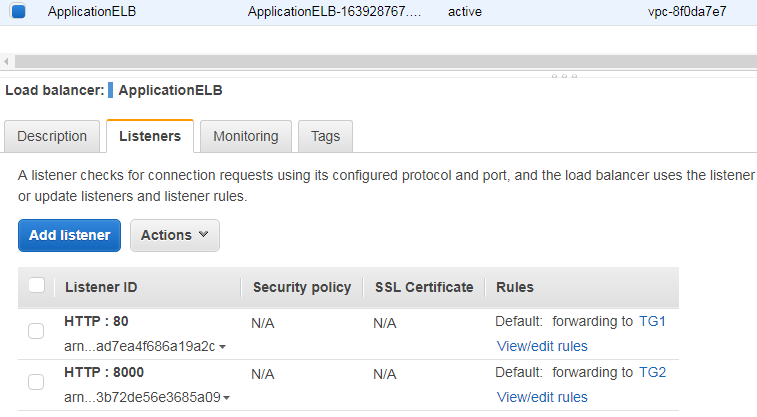 ApplicationELB ApplicationELB-163928767.... active vpc-8f0da7e7
Load balancer: ApplicationELB
Description Listeners Monitoring Tags
A listener checks for connection requests using its configured protocol and port, and the load balancer uses the listener
or update listeners and listener rules.
Add listener Actions
Listener ID Security policy SSL Certificate Rules
HTTP : 80 N/A N/A Default: forwarding to TG1
arn...ad7ea4f686a19a2c View/edit rules
HTTP : 8000 N/A N/A Default: forwarding to TG2
arn...3b72de56e3685a09 View/edit rules